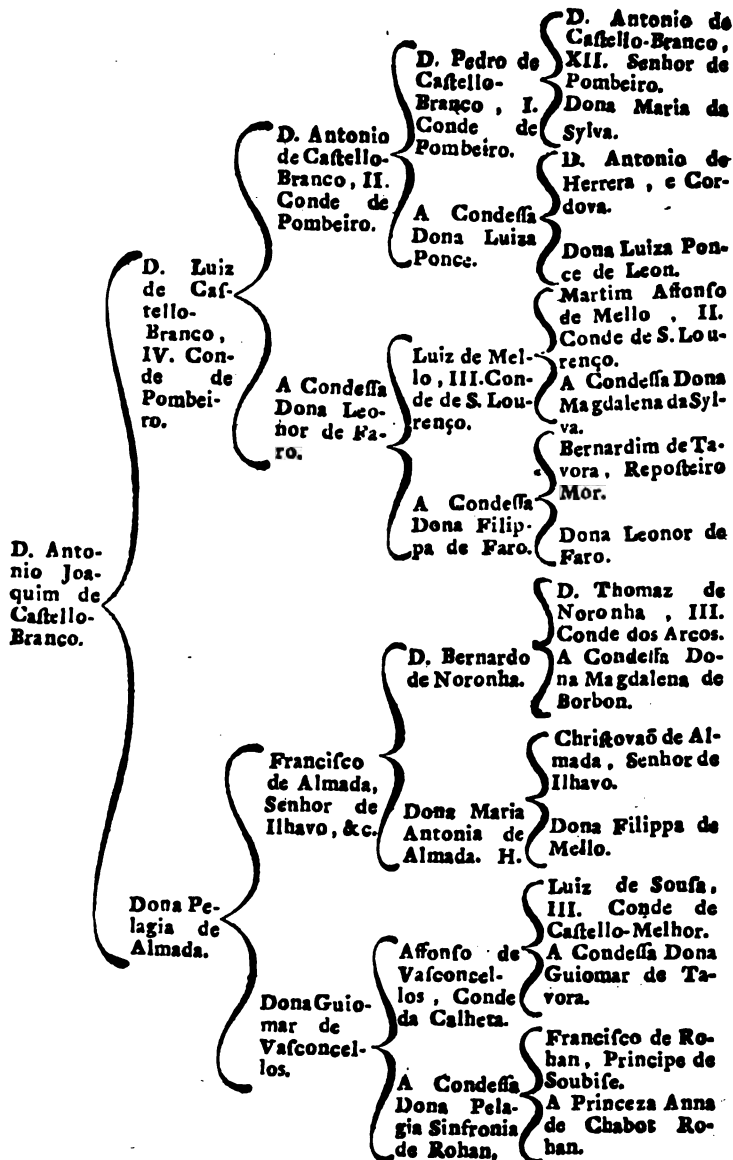 D. Anto-
nio Joa-
quim de
Caſtello-
Branco.
D. Luiz
de Caſ-
tello-
Branco,
IV. Con-
de de
Pombei-
ro.
Dona Pe-
lagia de
Almada.
D. Antonio
de Caſtello-
Branco, II.
Conde de
Pombeiro.
A Condeſſa
Dona Leo-
nor de Fa-
ro.
Franciſco
de Almada,
Senhor de
Ilhavo, &c.
Dona Guio-
mar de
Vaſconcel-
los.
D. Pedro de
Caſtello-
Branco, I.
Conde de
Pombeiro.
A Condeſſa
Dona Luiza
Ponce.
Luiz de Mel-
lo, III. Con-
de de S. Lou-
renço.
A Condeſſa
Dona Filip-
pa de Faro.
D. Bernardo
de Noronha.
Dona Maria
Antonia de
Almada. H.
Affonſo de
Vaſconcel-
los, Conde
da Calheta.
A Condeſſa
Dona Pela-
gia Sinfronia
de Rohan,
D. Antonio de
Caſtello-Branco,
XII. Senhor de
Pombeiro.
Dona Maria da
Sylva.
D. Antonio de
Herrera, e Cor-
dova.
Dona Luiza Pon-
ce de Leon.
Martim Affonſo
de Mello, II.
Conde de S. Lou-
renço.
A Condeſſa Dona
Magdalena da Syl-
va.
Bernardim de Ta-
vora, Repoſteiro
Mór.
Dona Leonor de
Faro.
D. Thomaz de
Noronha, III.
Conde dos Arcos.
A Condeſſa Do-
na Magdalena de
Borbon.
Chriſtovaõ de Al-
mada, Senhor de
Ilhavo.
Dona Filippa de
Mello.
Luiz de Souſa,
III. Conde de
Caſtello-Melhor.
A Condeſſa Dona
Guiomar de Ta-
vora.
Franciſco de Ro-
han, Principe de
Soubiſe.
A Princeza Anna
de Chabot Ro-
han.